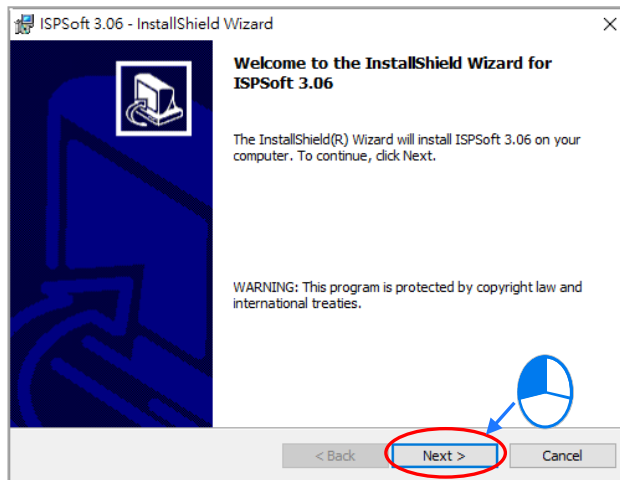 ISPSoft 3.06 - InstallShield Wizard
Welcome to the InstallShield Wizard for
ISPSoft 3.06
The InstallShield(R) Wizard will install ISPSoft 3.06 on your
computer. To continue, click Next.
WARNING: This program is protected by copyright law and
international treaties.
< Back Next > Cancel